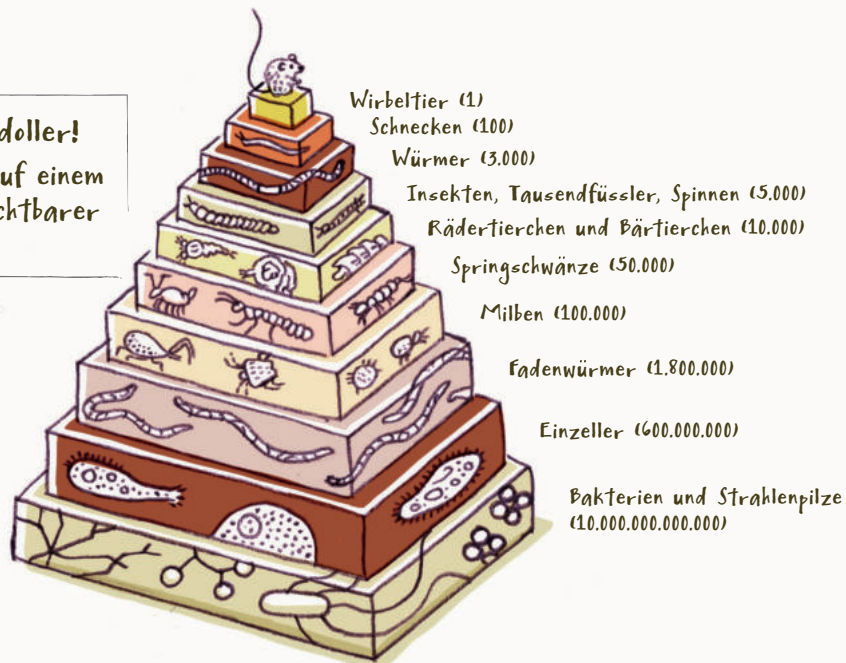 doller!
uf einem
chtbarer
Wirbeltier (1)
Schnecken (100)
Würmer (3.000)
Insekten, Tausendfüssler, Spinnen (5.000)
Rädertierchen und Bärtierchen (10.000)
Springschwänze (50.000)
Milben (100.000)
Fadenwürmer (1.800.000)
Einzeller (600.000.000)
Bakterien und Strahlenpilze
(10.000.000.000.000)